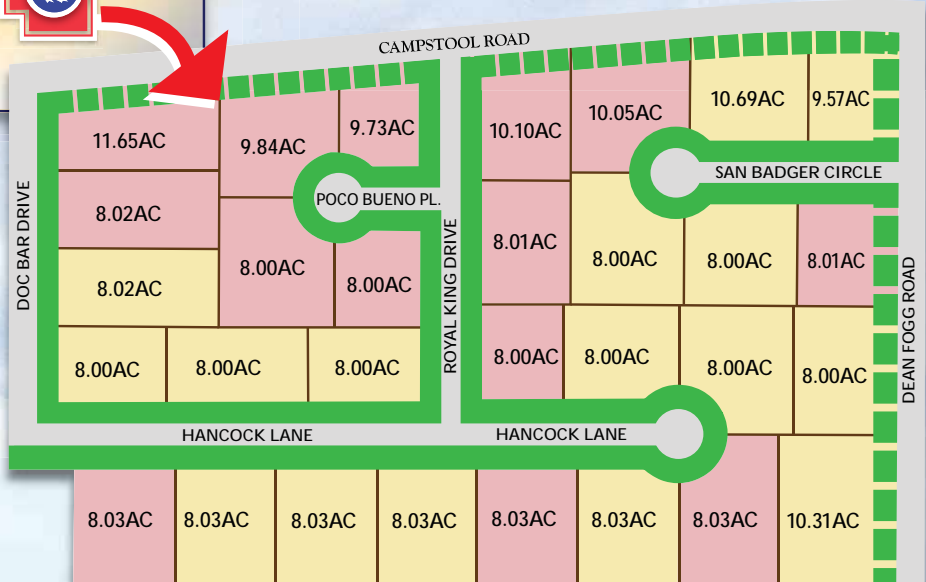 CAMPSTOOL ROAD
11.65AC
9.84AC
9.73AC
10.10AC
10.05AC
10.69AC
9.57AC
POCO BUENO PL.
SAN BADGER CIRCLE
DOC BAR DRIVE
8.02AC
8.01AC
8.00AC
8.00AC
8.01AC
8.02AC
8.00AC
8.00AC
ROYAL KING DRIVE
DEAN FOGG ROAD
8.00AC
8.00AC
8.00AC
8.00AC
8.00AC
8.00AC
8.00AC
HANCOCK LANE
HANCOCK LANE
8.03AC
8.03AC
8.03AC
8.03AC
8.03AC
8.03AC
8.03AC
10.31AC